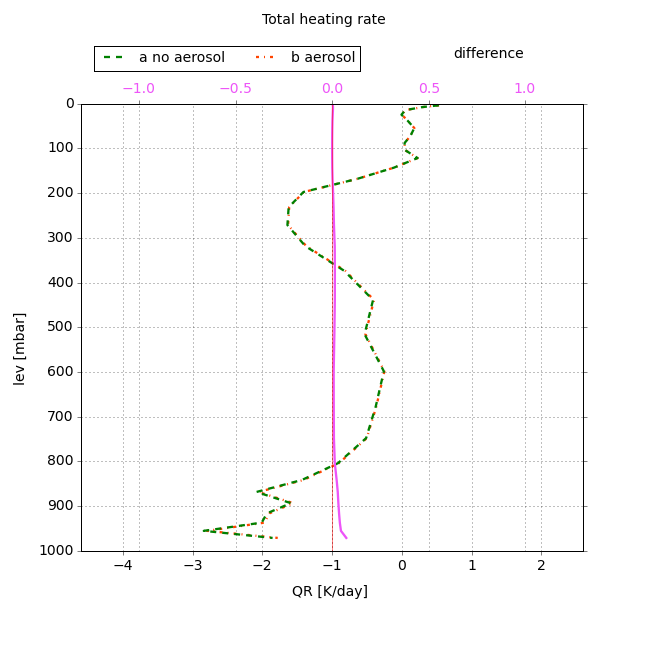 Total heating rate
a no aerosol b aerosol difference
−1.0 −0.5 0.0 0.5 1.0
0
100
200
300
400
500
600
700
800
900
1000
lev [mbar]
−4 −3 −2 −1 0 1 2
QR [K/day]